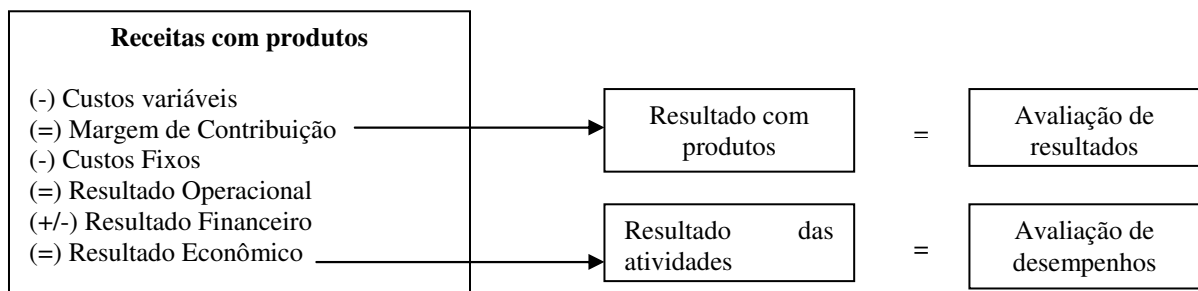 Receitas com produtos
(-) Custos variáveis
(=) Margem de Contribuição
(-) Custos Fixos
(=) Resultado Operacional
(+/-) Resultado Financeiro
(=) Resultado Econômico
Resultado com
produtos
=
Avaliação de
resultados
Resultado das
atividades
=
Avaliação de
desempenhos